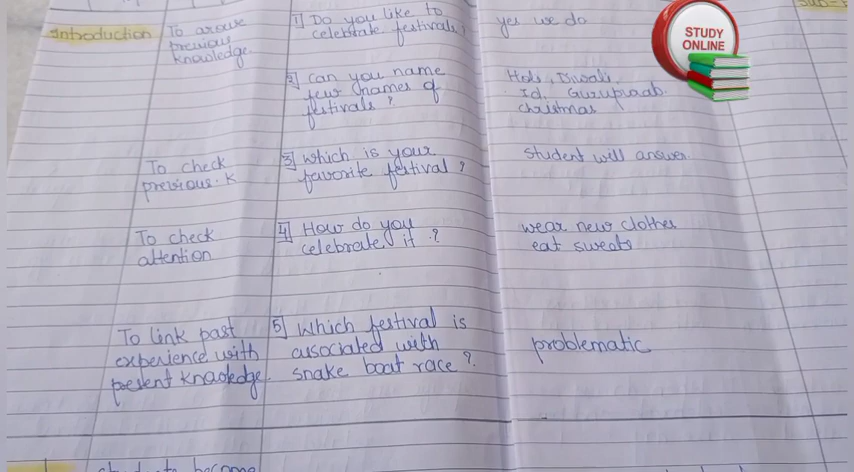 Introduction
To arouse
previous
knowledge.
1] Do you like to
celebrate festivals?
yes we do
STUDY
ONLINE
2] Can you name
few names of
festivals ?
Holi, Diwali,
Id, Guruprab.
christmas
To check
previous. K
3] Which is your
favorite festival ?
student will answer.
To check
attention
4] How do you
celebrate it ?
wear new clothes
eat sweats
To link past
experience with
present knowledge.
5] Which festival is
associated with
snake boat race ?
problematic